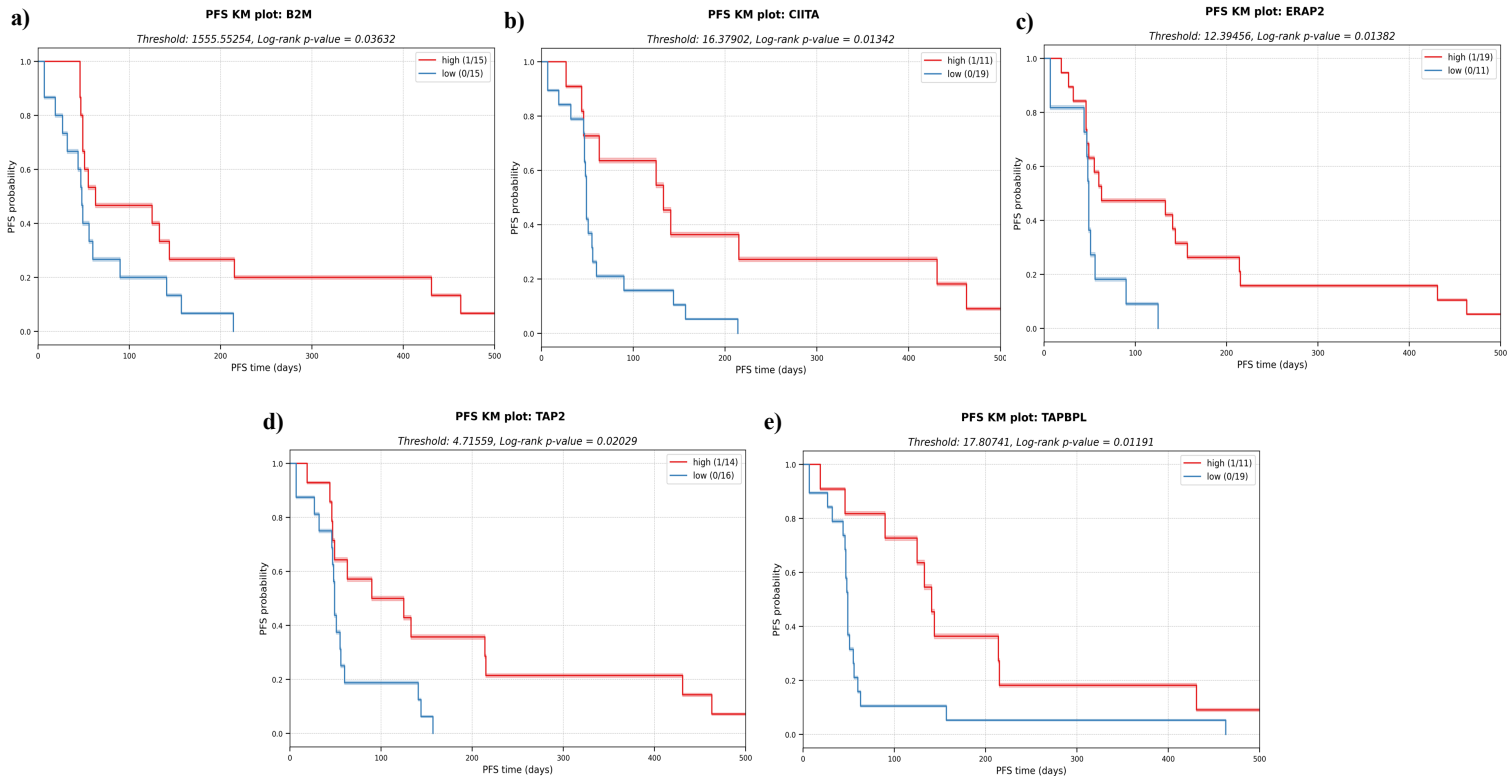 a)
PFS KM plot: B2M
Threshold: 1555.55254, Log-rank p-value = 0.03632
high (1/15)
low (0/15)
PFS probability
1.0
0.8
0.6
0.4
0.2
0.0
0 100 200 300 400 500
PFS time (days)
b)
PFS KM plot: CIITA
Threshold: 16.37902, Log-rank p-value = 0.01342
high (1/11)
low (0/19)
PFS probability
1.0
0.8
0.6
0.4
0.2
0.0
0 100 200 300 400 500
PFS time (days)
c)
PFS KM plot: ERAP2
Threshold: 12.39456, Log-rank p-value = 0.01382
high (1/19)
low (0/11)
PFS probability
1.0
0.8
0.6
0.4
0.2
0.0
0 100 200 300 400 500
PFS time (days)
d)
PFS KM plot: TAP2
Threshold: 4.71559, Log-rank p-value = 0.02029
high (1/14)
low (0/16)
PFS probability
1.0
0.8
0.6
0.4
0.2
0.0
0 100 200 300 400 500
PFS time (days)
e)
PFS KM plot: TAPBPL
Threshold: 17.80741, Log-rank p-value = 0.01191
high (1/11)
low (0/19)
PFS probability
1.0
0.8
0.6
0.4
0.2
0.0
0 100 200 300 400 500
PFS time (days)